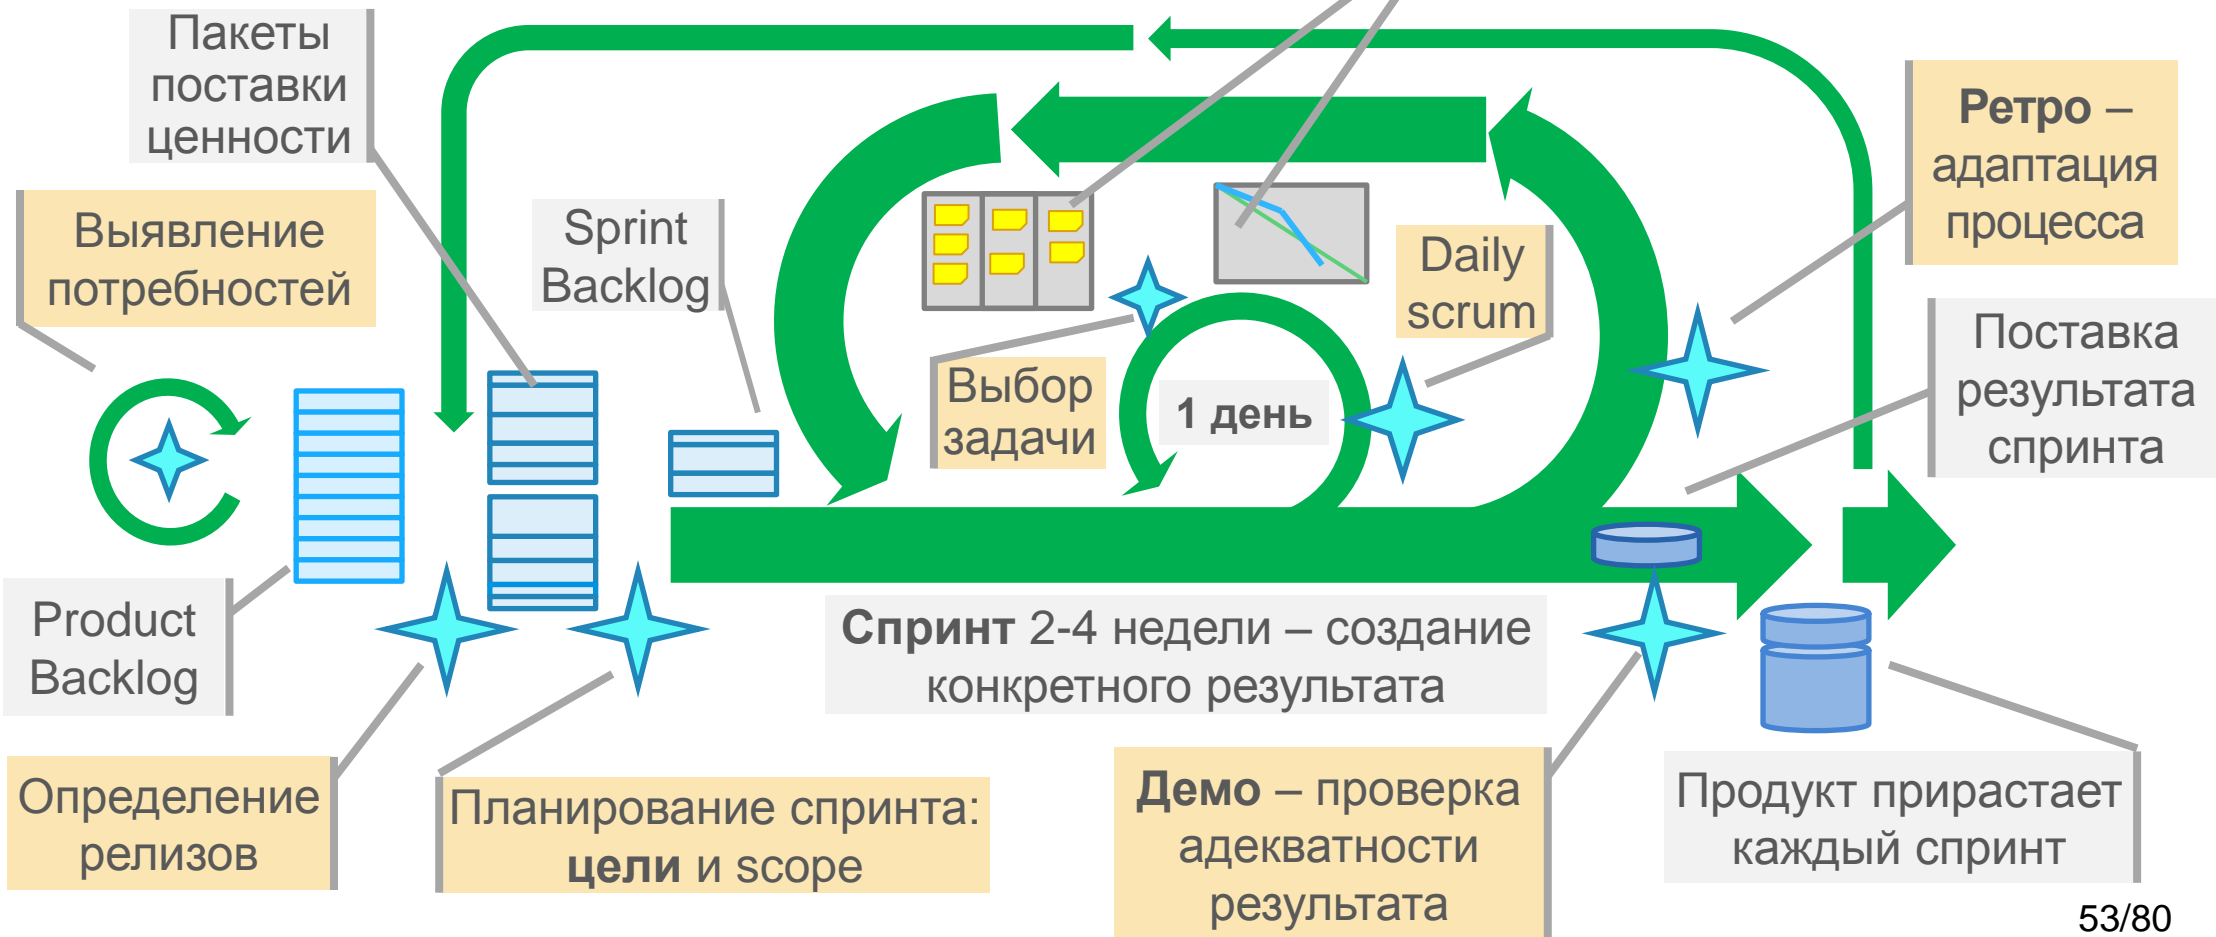 Пакеты
поставки
ценности
Выявление
потребностей
Sprint
Backlog
Daily
scrum
Выбор
задачи
1 день
Ретро –
адаптация
процесса
Поставка
результата
спринта
Product
Backlog
Спринт 2-4 недели – создание
конкретного результата
Определение
релизов
Планирование спринта:
цели и scope
Демо – проверка
адекватности
результата
Продукт прирастает
каждый спринт
53/80